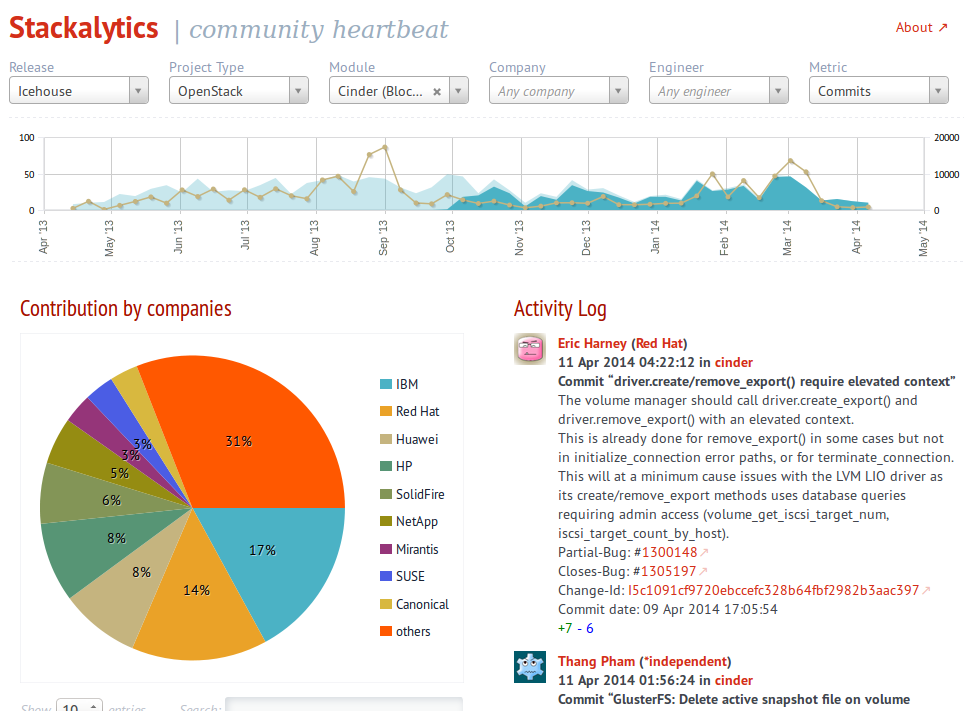 Stackalytics | community heartbeat
About ↗
Release Project Type Module Company Engineer Metric
Icehouse OpenStack Cinder (Bloc... × Any company Any engineer Commits
100 20000
50 10000
0 0
Apr '13 May '13 Jun '13 Jul '13 Aug '13 Sep '13 Oct '13 Nov '13 Dec '13 Jan '14 Feb '14 Mar '14 Apr '14 May '14
Contribution by companies
31%
3%
3%
5%
6%
8%
8%
14%
17%
IBM
Red Hat
Huawei
HP
SolidFire
NetApp
Mirantis
SUSE
Canonical
others
Show 10 entries Search:
Activity Log
Eric Harney (Red Hat)
11 Apr 2014 04:22:12 in cinder
Commit “driver.create/remove_export() require elevated context”
The volume manager should call driver.create_export() and
driver.remove_export() with an elevated context.
This is already done for remove_export() in some cases but not
in initialize_connection error paths, or for terminate_connection.
This will at a minimum cause issues with the LVM LIO driver as
its create/remove_export methods uses database queries
requiring admin access (volume_get_iscsi_target_num,
iscsi_target_count_by_host).
Partial-Bug: #1300148↗
Closes-Bug: #1305197↗
Change-Id: I5c1091cf9720ebccefc328b64fbf2982b3aac397↗
Commit date: 09 Apr 2014 17:05:54
+7 - 6
Thang Pham (*independent)
11 Apr 2014 01:56:24 in cinder
Commit “GlusterFS: Delete active snapshot file on volume